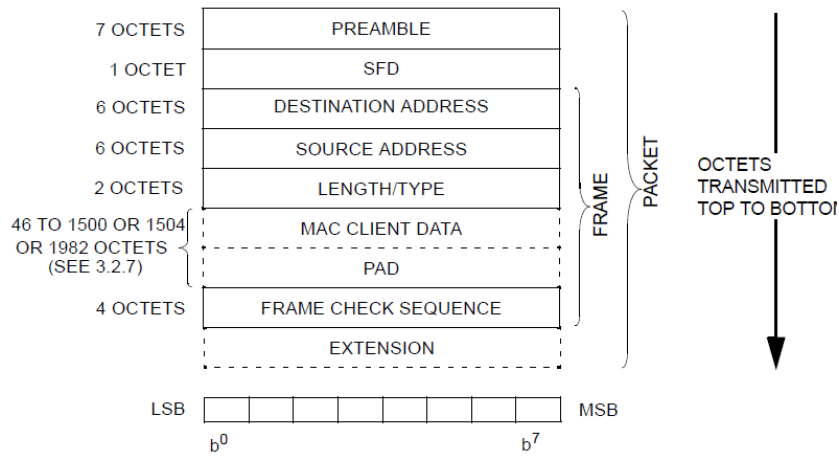 7 OCTETS PREAMBLE
1 OCTET SFD
6 OCTETS DESTINATION ADDRESS
6 OCTETS SOURCE ADDRESS
2 OCTETS LENGTH/TYPE
46 TO 1500 OR 1504
OR 1982 OCTETS
(SEE 3.2.7)
MAC CLIENT DATA
PAD
4 OCTETS FRAME CHECK SEQUENCE
EXTENSION
FRAME
PACKET
OCTETS
TRANSMITTED
TOP TO BOTTOM
LSB MSB
b⁰ b⁷